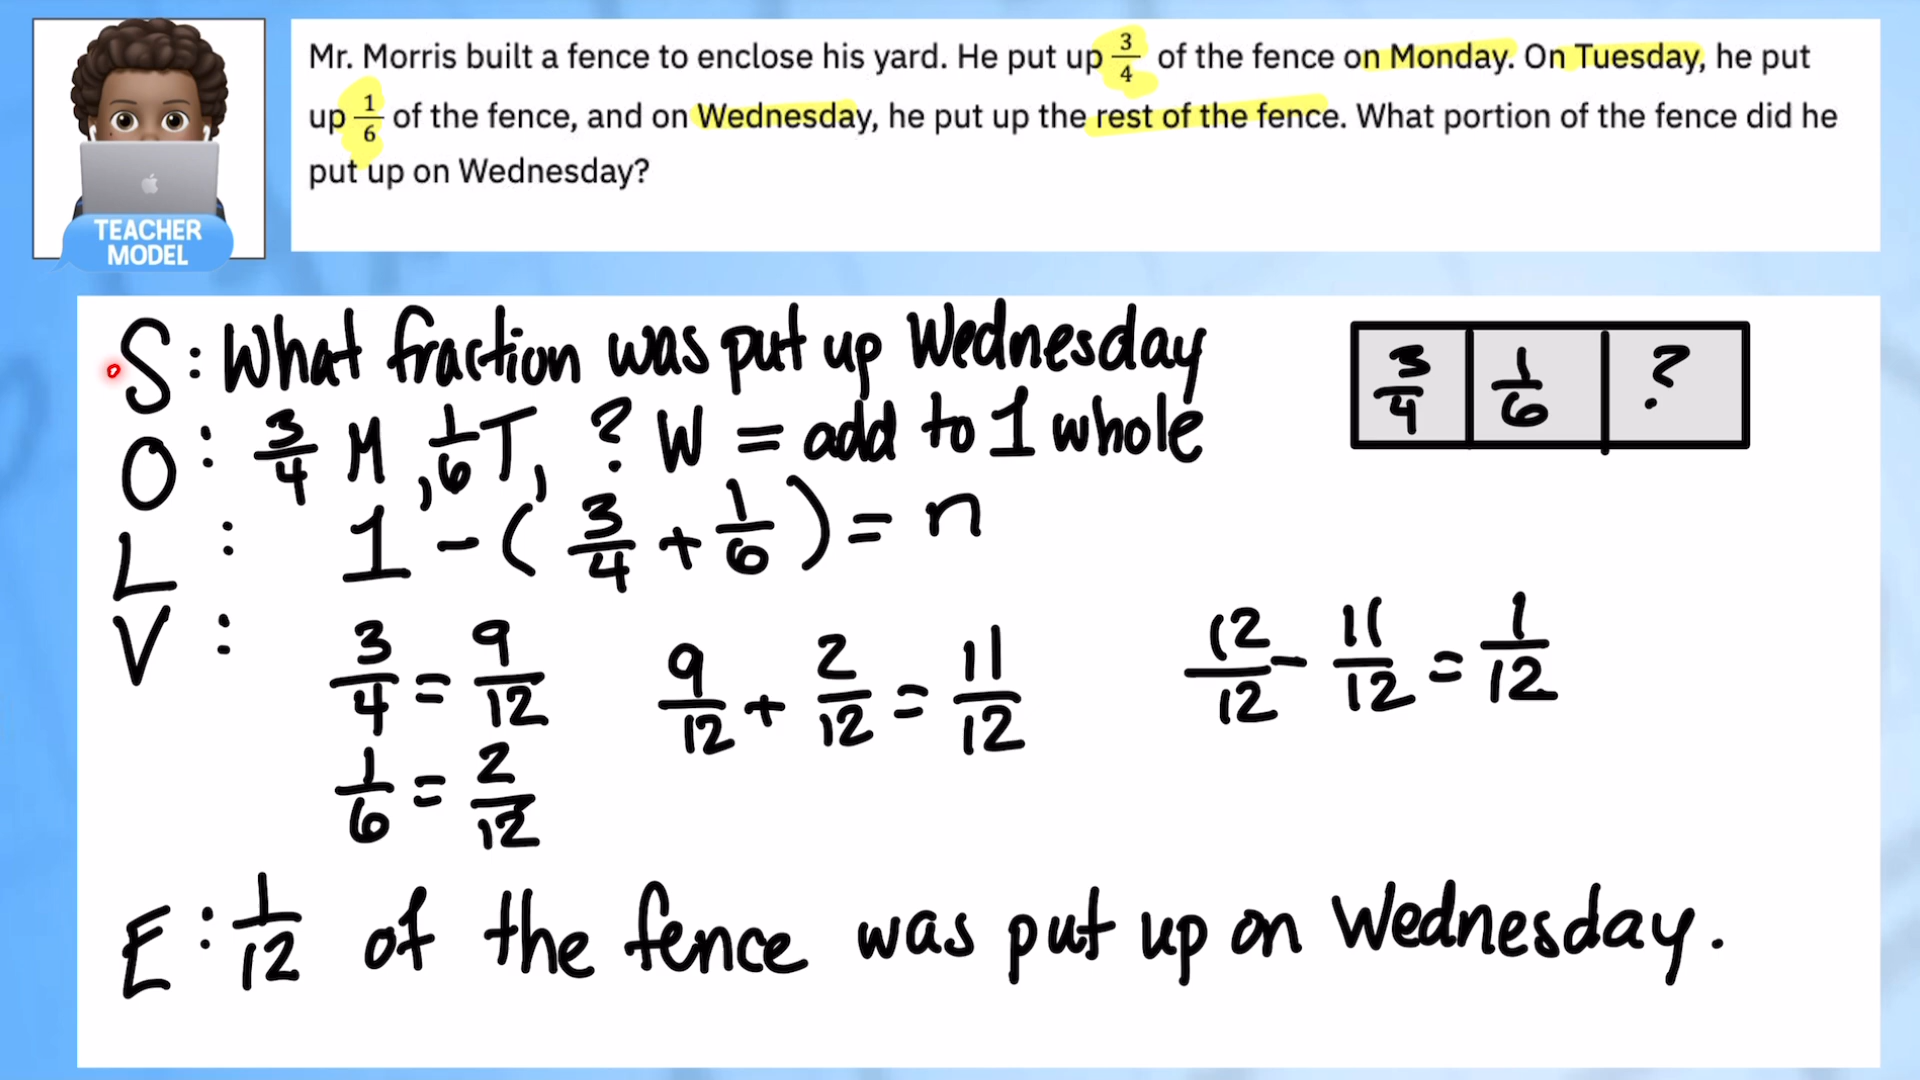 TEACHER
MODEL
Mr. Morris built a fence to enclose his yard. He put up 3/4 of the fence on Monday. On Tuesday, he put
up 1/6 of the fence, and on Wednesday, he put up the rest of the fence. What portion of the fence did he
put up on Wednesday?
S: What fraction was put up Wednesday
3/4 1/6 ?
O: 3/4 M, 1/6 T, ? W = add to 1 whole
L: 1 - (3/4 + 1/6) = n
V: 3/4 = 9/12 9/12 + 2/12 = 11/12 12/12 - 11/12 = 1/12
1/6 = 2/12
E: 1/12 of the fence was put up on Wednesday.